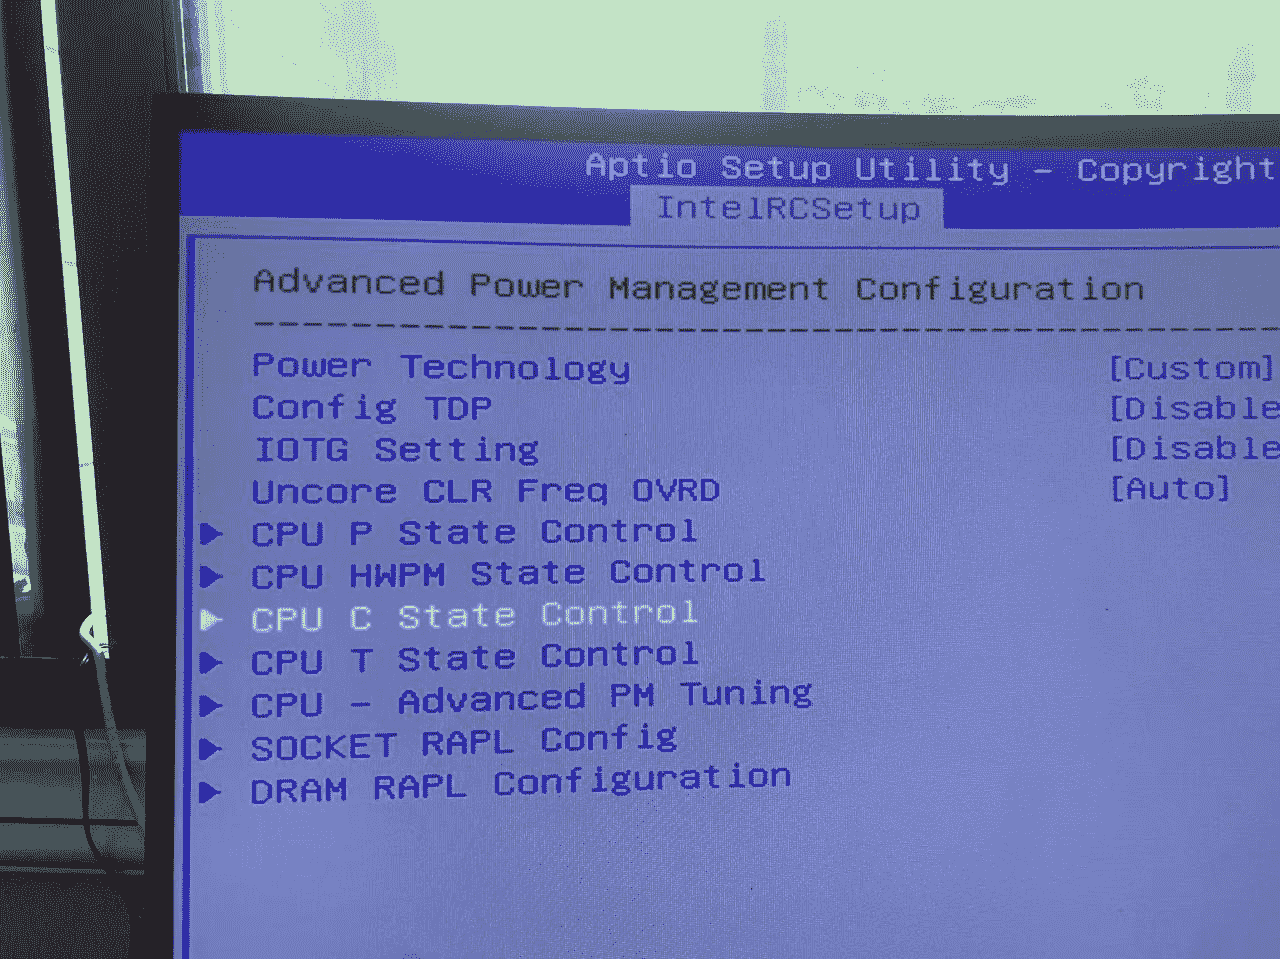 Aptio Setup Utility – Copyright
IntelRCSetup
Advanced Power Management Configuration
Power Technology [Custom]
Config TDP [Disable
IOTG Setting [Disable
Uncore CLR Freq OVRD [Auto]
CPU P State Control
CPU HWPM State Control
CPU C State Control
CPU T State Control
CPU – Advanced PM Tuning
SOCKET RAPL Config
DRAM RAPL Configuration